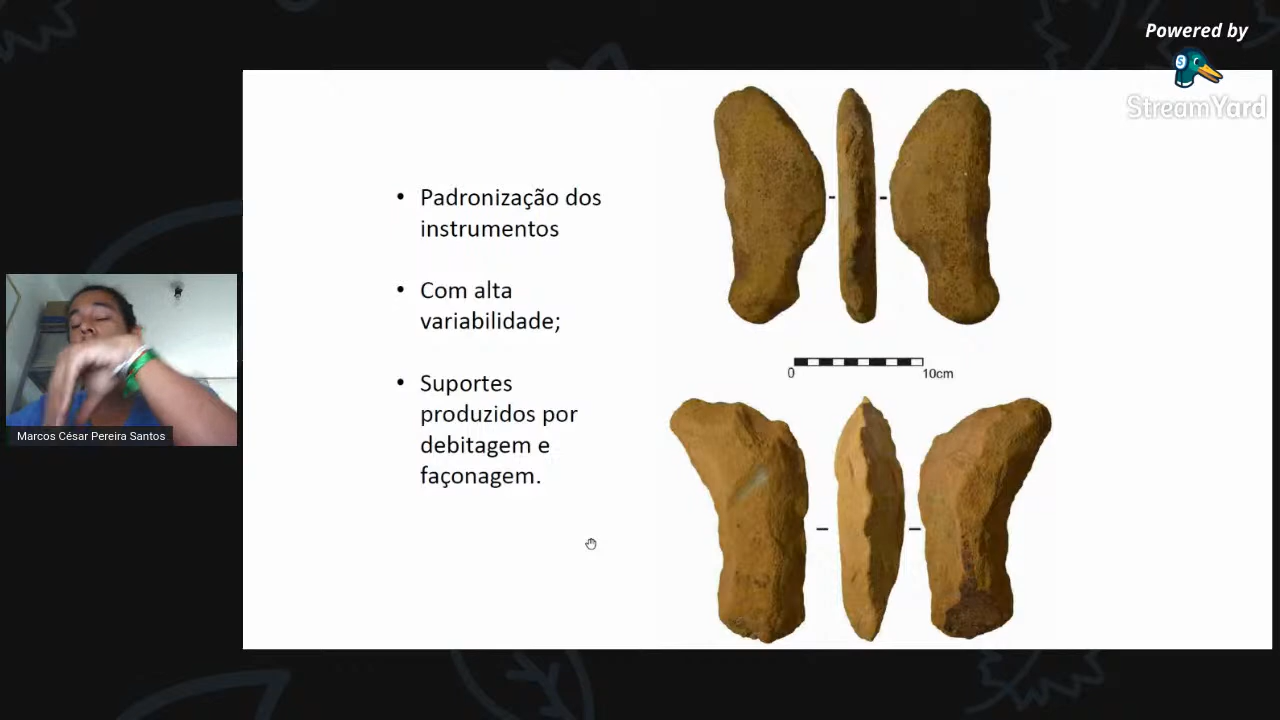 Powered by
StreamYard
• Padronização dos
instrumentos
• Com alta
variabilidade;
• Suportes
produzidos por
debitagem e
façonagem.
0 10cm
Marcos César Pereira Santos